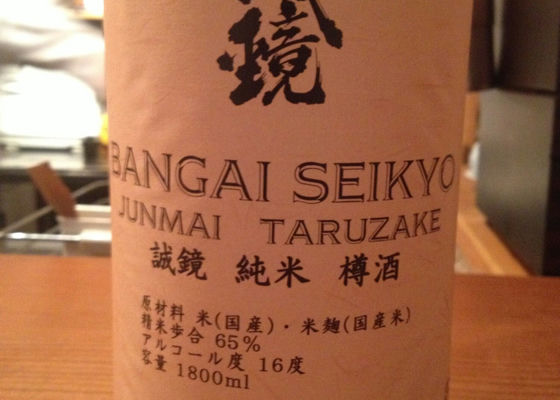 鏡
BANGAI SEIKYO
JUNMAI TARUZAKE
誠鏡 純米 樽酒
原材料 米(国産)・米麹(国産米)
精米歩合 65%
アルコール度 16度
容量 1800ml